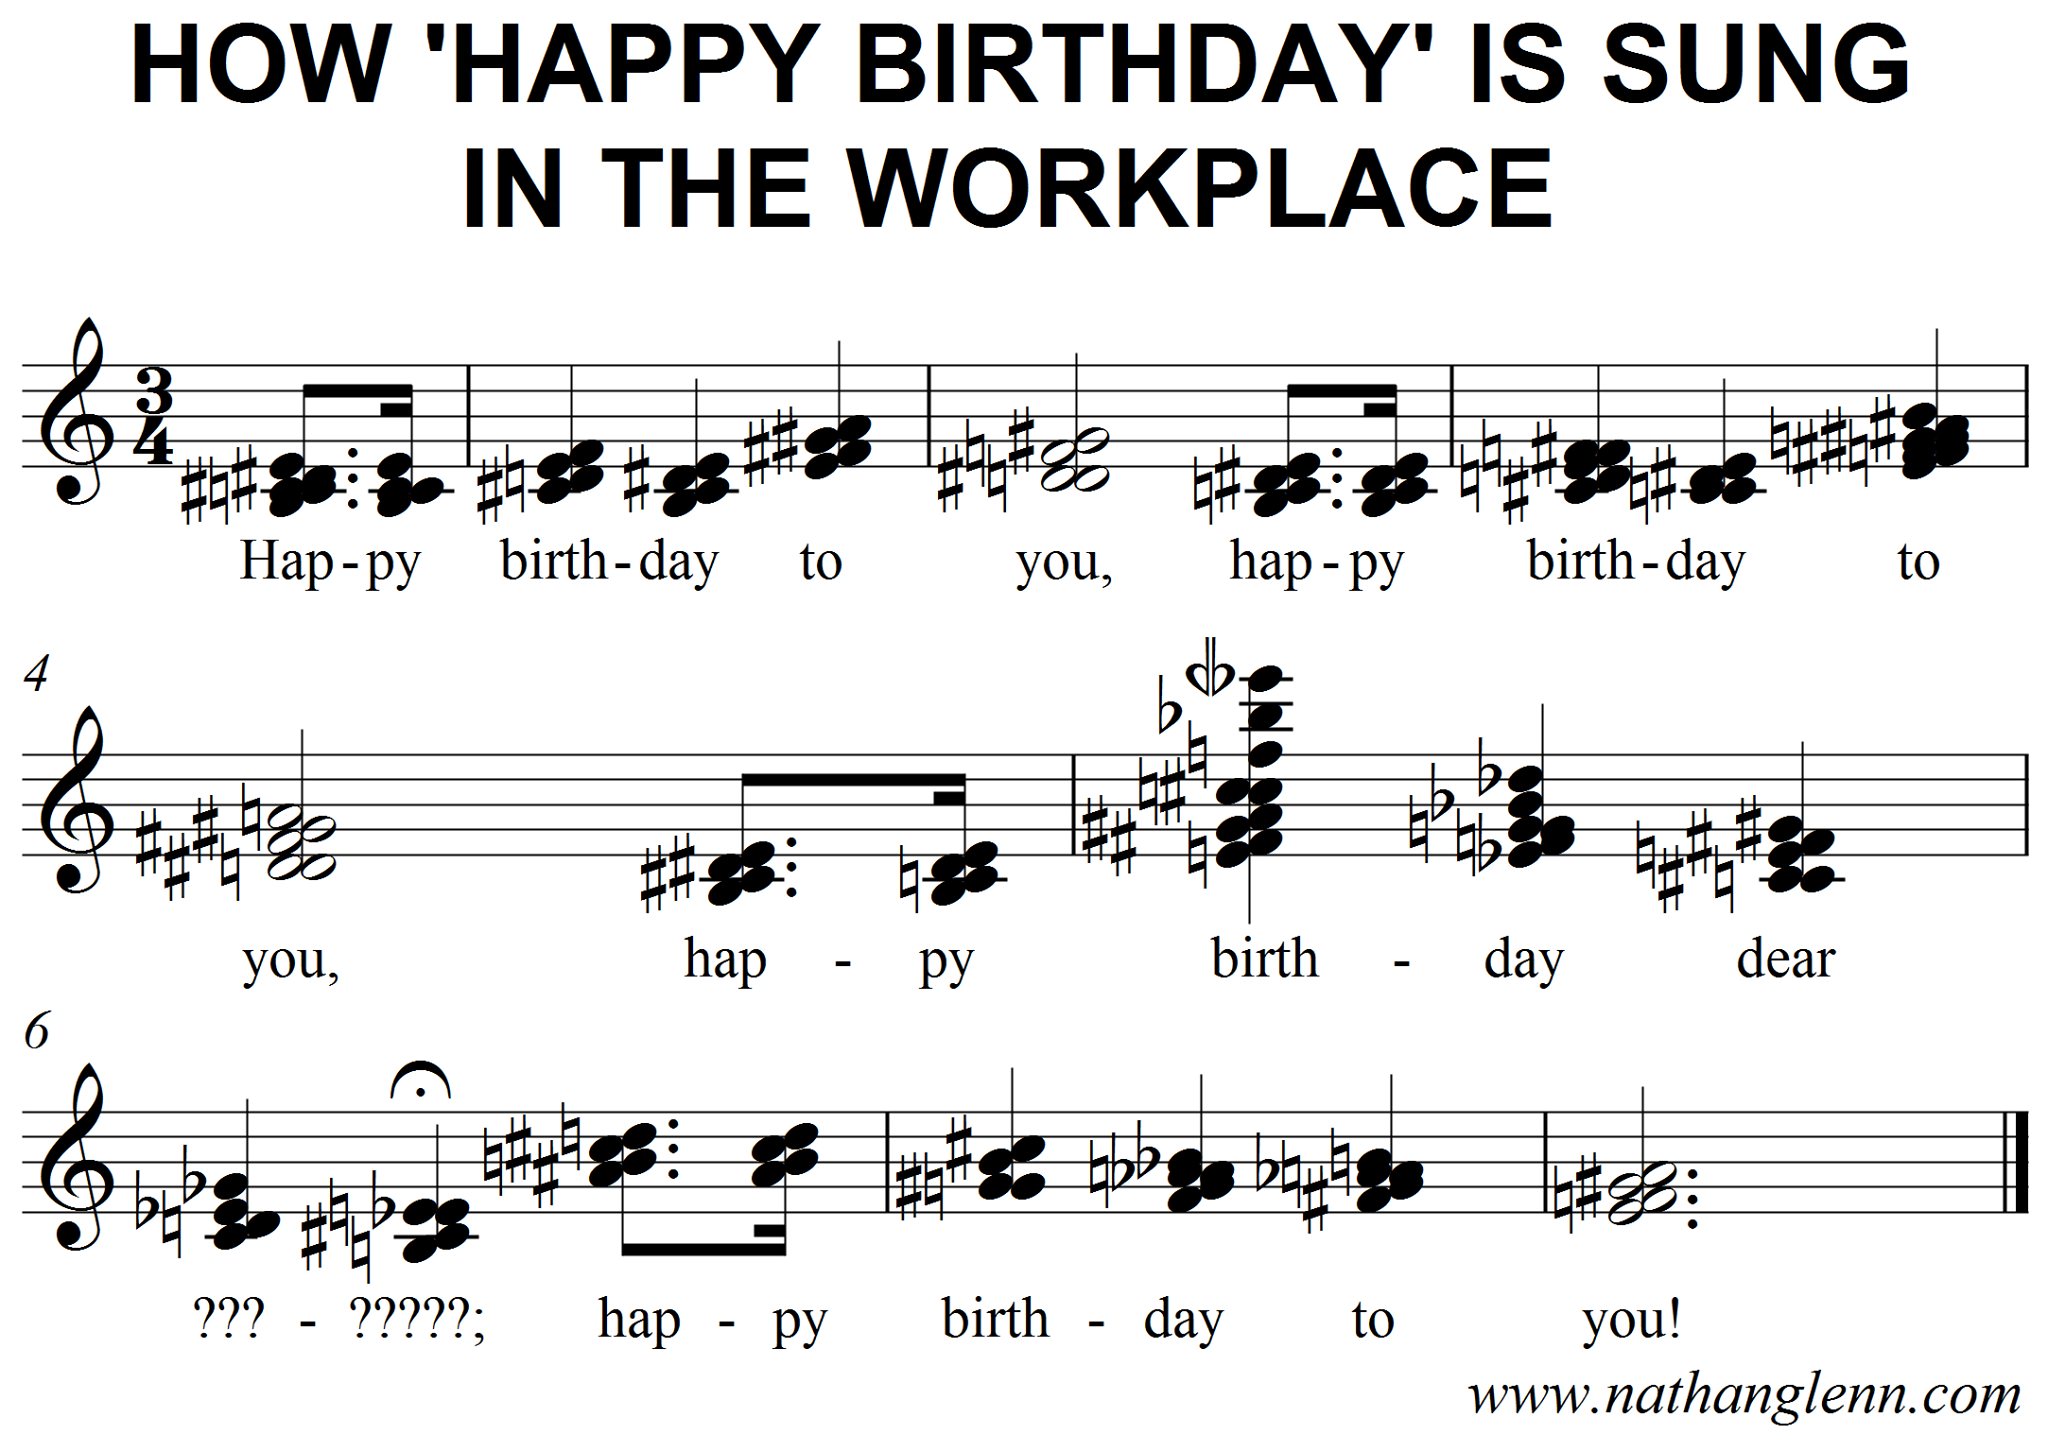 HOW 'HAPPY BIRTHDAY' IS SUNG
IN THE WORKPLACE
3
4
Hap - py birth - day to you, hap - py birth - day to
4
you, hap - py birth - day dear
6
??? - ?????; hap - py birth - day to you!
www.nathanglenn.com